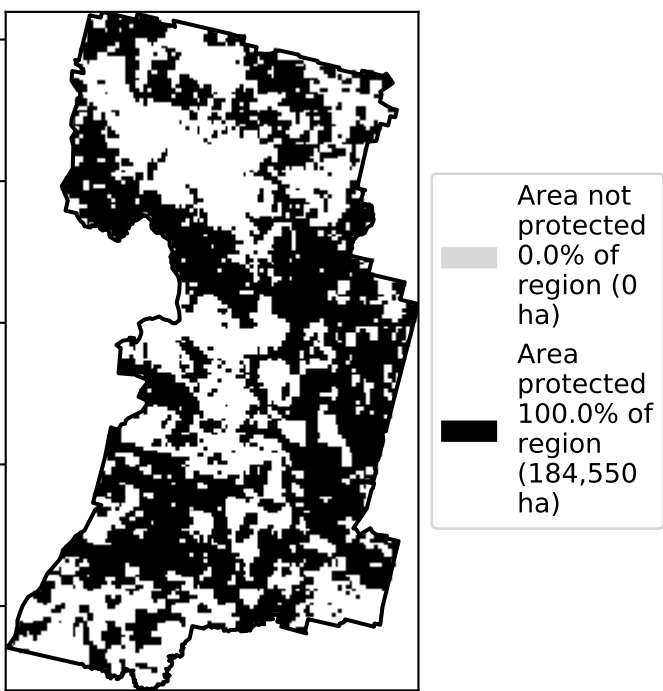 Area not
protected
0.0% of
region (0
ha)
Area
protected
100.0% of
region
(184,550
ha)